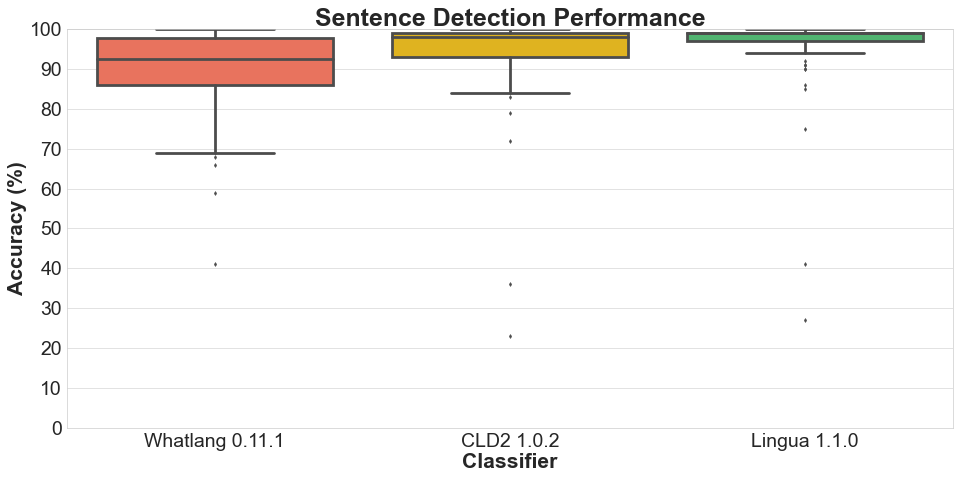 Sentence Detection Performance
100
90
80
70
60
50
40
30
20
10
0
Accuracy (%)
Whatlang 0.11.1
CLD2 1.0.2
Lingua 1.1.0
Classifier